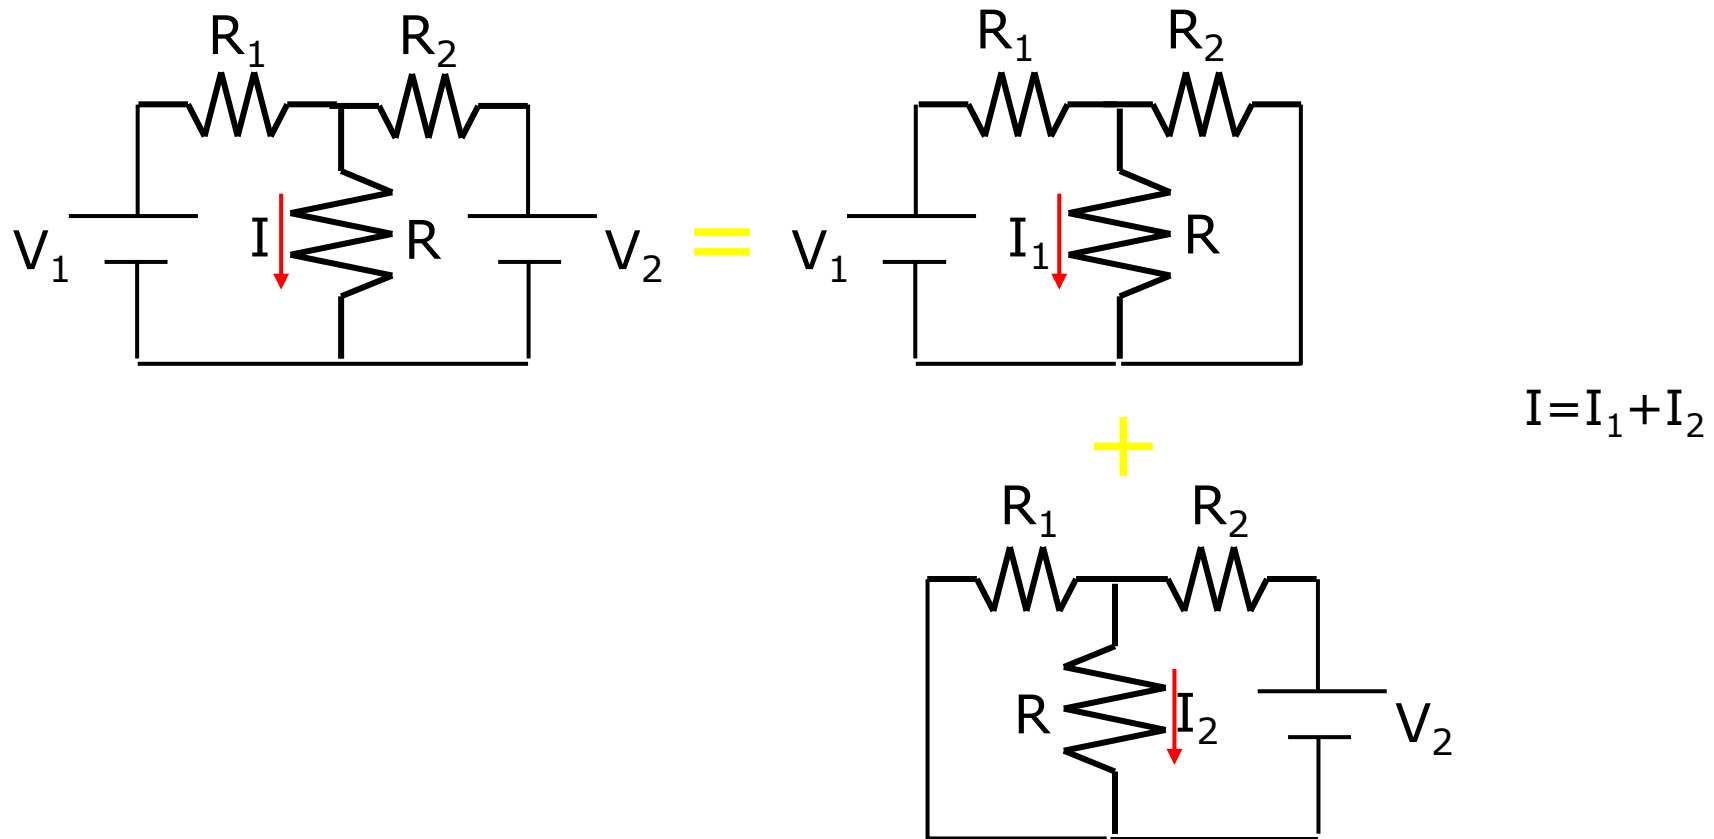 R₁ R₂
V₁ I R V₂
=
R₁ R₂
V₁ I₁ R
+
R₁ R₂
R I₂ V₂
I=I₁+I₂